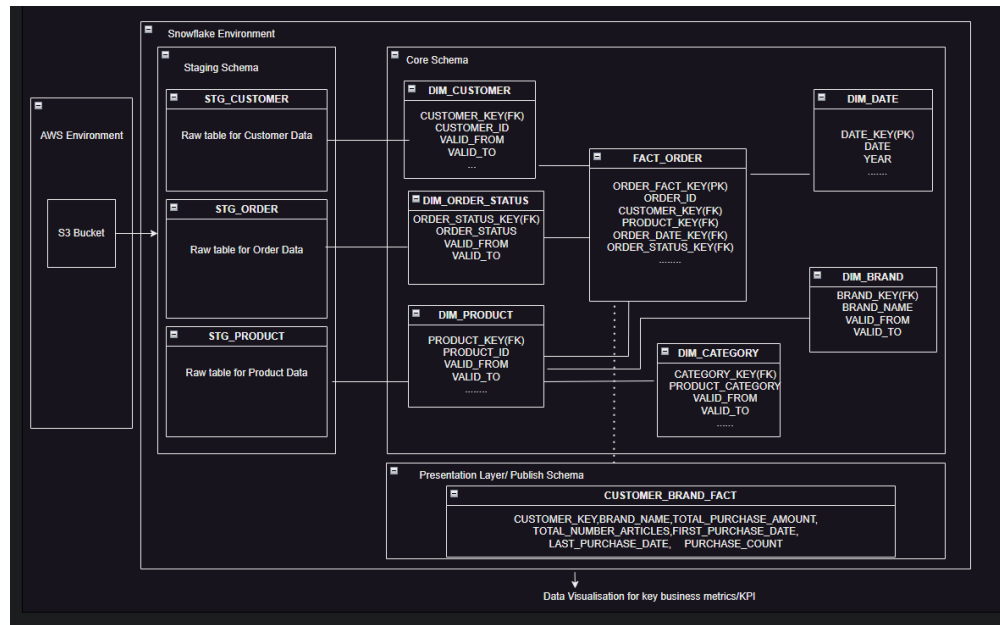 Snowflake Environment
Staging Schema
Core Schema
AWS Environment
S3 Bucket
STG_CUSTOMER
Raw table for Customer Data
STG_ORDER
Raw table for Order Data
STG_PRODUCT
Raw table for Product Data
DIM_CUSTOMER
CUSTOMER_KEY(FK)
CUSTOMER_ID
VALID_FROM
VALID_TO
...
DIM_ORDER_STATUS
ORDER_STATUS_KEY(FK)
ORDER_STATUS
VALID_FROM
VALID_TO
DIM_PRODUCT
PRODUCT_KEY(FK)
PRODUCT_ID
VALID_FROM
VALID_TO
........
FACT_ORDER
ORDER_FACT_KEY(PK)
ORDER_ID
CUSTOMER_KEY(FK)
PRODUCT_KEY(FK)
ORDER_DATE_KEY(FK)
ORDER_STATUS_KEY(FK)
........
DIM_DATE
DATE_KEY(PK)
DATE
YEAR
.......
DIM_BRAND
BRAND_KEY(FK)
BRAND_NAME
VALID_FROM
VALID_TO
DIM_CATEGORY
CATEGORY_KEY(FK)
PRODUCT_CATEGORY
VALID_FROM
VALID_TO
......
Presentation Layer/ Publish Schema
CUSTOMER_BRAND_FACT
CUSTOMER_KEY,BRAND_NAME,TOTAL_PURCHASE_AMOUNT,
TOTAL_NUMBER_ARTICLES,FIRST_PURCHASE_DATE,
LAST_PURCHASE_DATE, PURCHASE_COUNT
Data Visualisation for key business metrics/KPI